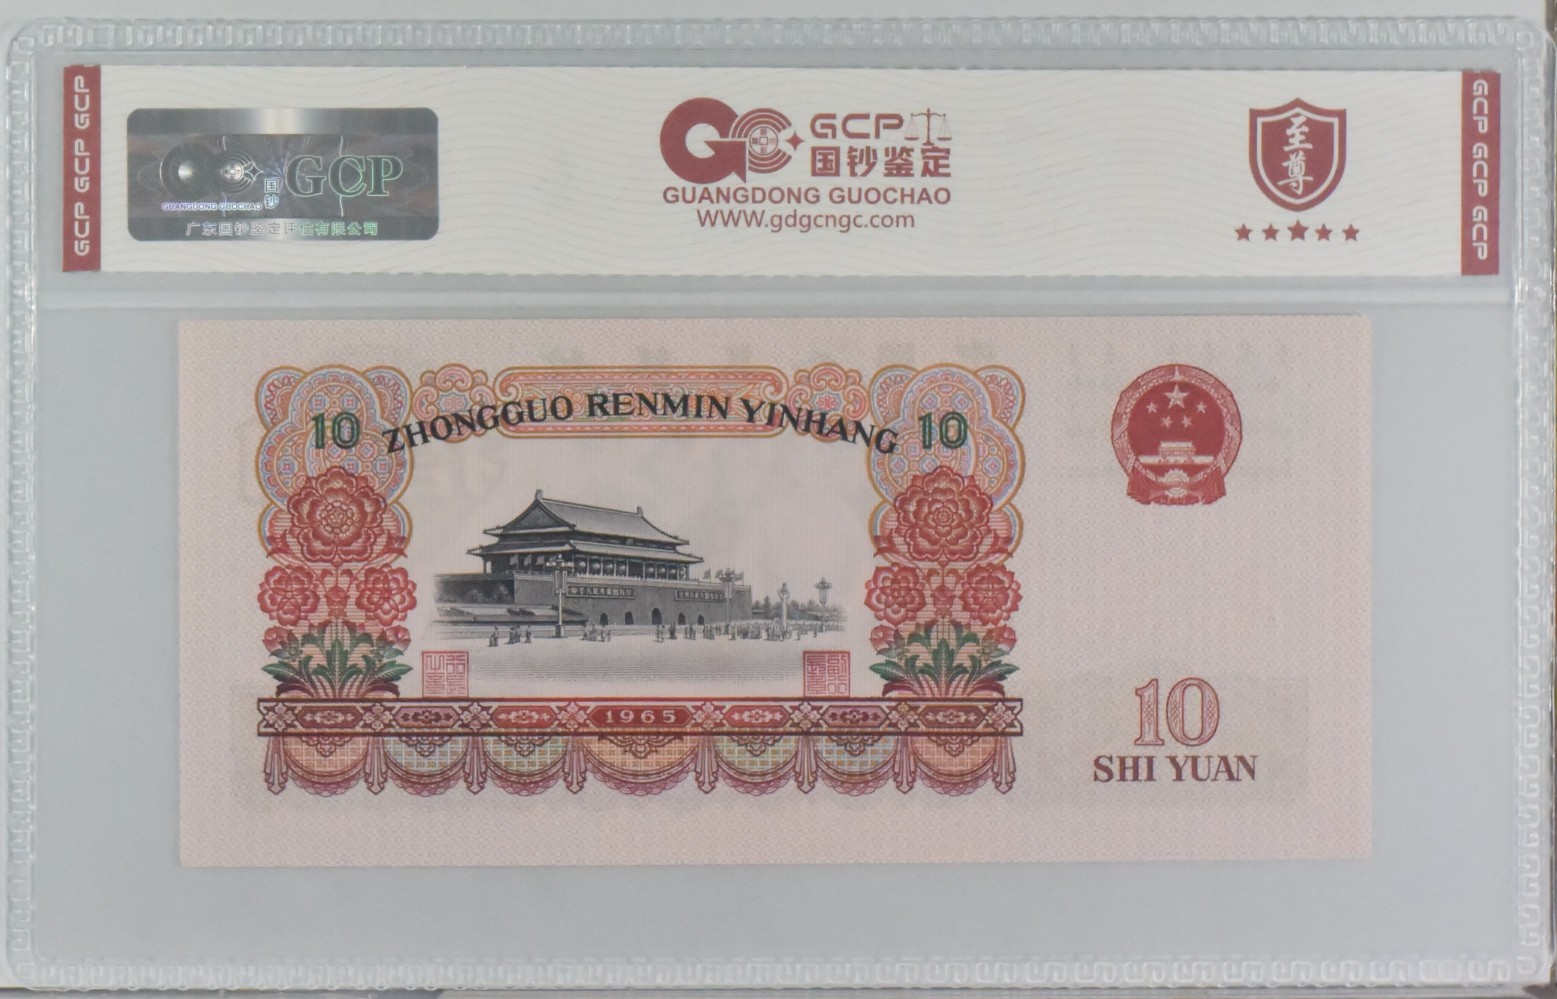 GCP GCP GCP
国钞
GCP
GUANGDONG GUOCHAO
广东国钞鉴定评估有限公司
GCP
国钞鉴定
GUANGDONG GUOCHAO
WWW.gdgcngc.com
至尊
GCP GCP GCP
10 ZHONGGUO RENMIN YINHANG 10
1965
10
SHI YUAN